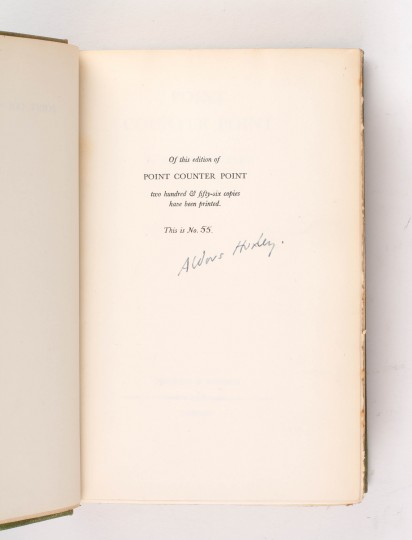 Of this edition of
POINT COUNTER POINT
two hundred & fifty-six copies
have been printed.
This is No. 55.
Aldous Huxley.